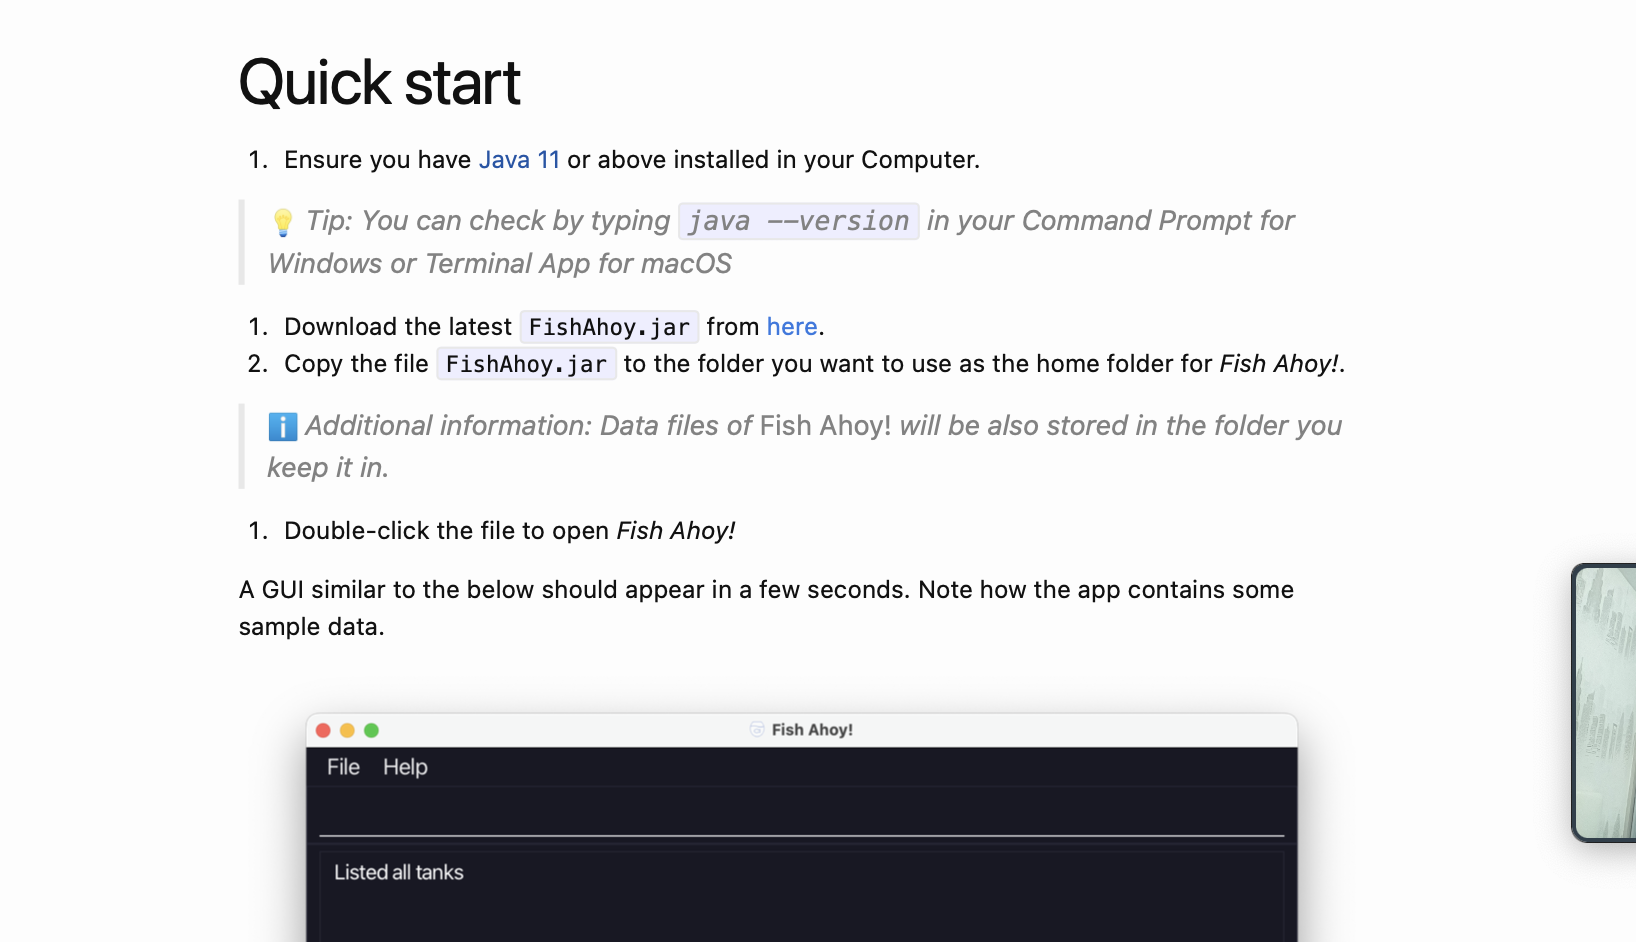 Quick start
1. Ensure you have Java 11 or above installed in your Computer.
💡 Tip: You can check by typing java --version in your Command Prompt for
Windows or Terminal App for macOS
1. Download the latest FishAhoy.jar from here.
2. Copy the file FishAhoy.jar to the folder you want to use as the home folder for Fish Ahoy!.
ℹ️ Additional information: Data files of Fish Ahoy! will be also stored in the folder you
keep it in.
1. Double-click the file to open Fish Ahoy!
A GUI similar to the below should appear in a few seconds. Note how the app contains some
sample data.
Fish Ahoy!
File Help
Listed all tanks